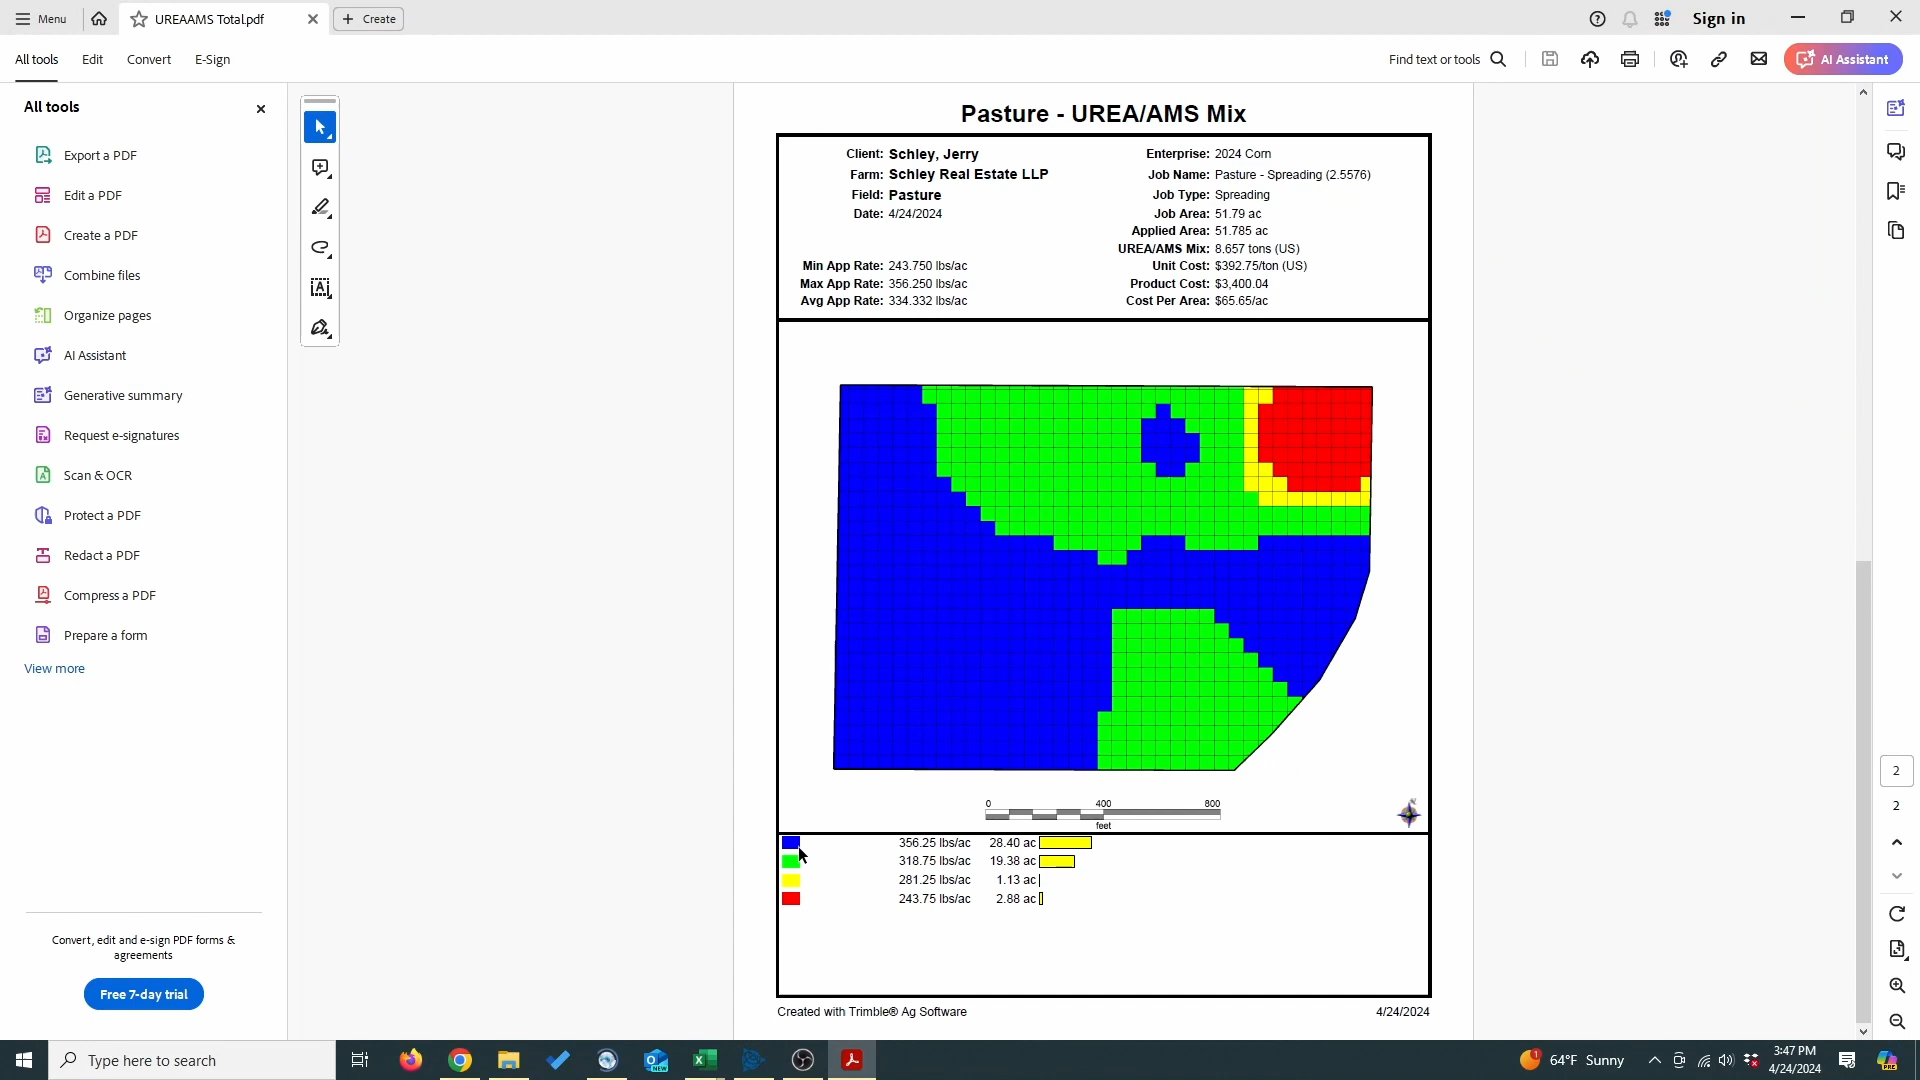 Menu
UREAAMS Total.pdf
Create
Sign in
All tools
Edit
Convert
E-Sign
Find text or tools
AI Assistant
All tools
Export a PDF
Edit a PDF
Create a PDF
Combine files
Organize pages
AI Assistant
Generative summary
Request e-signatures
Scan & OCR
Protect a PDF
Redact a PDF
Compress a PDF
Prepare a form
View more
Convert, edit and e-sign PDF forms &
agreements
Free 7-day trial
Pasture - UREA/AMS Mix
Client: Schley, Jerry
Farm: Schley Real Estate LLP
Field: Pasture
Date: 4/24/2024
Min App Rate: 243.750 lbs/ac
Max App Rate: 356.250 lbs/ac
Avg App Rate: 334.332 lbs/ac
Enterprise: 2024 Corn
Job Name: Pasture - Spreading (2.5576)
Job Type: Spreading
Job Area: 51.79 ac
Applied Area: 51.785 ac
UREA/AMS Mix: 8.657 tons (US)
Unit Cost: $392.75/ton (US)
Product Cost: $3,400.04
Cost Per Area: $65.65/ac
0 400 800
feet
356.25 lbs/ac 28.40 ac
318.75 lbs/ac 19.38 ac
281.25 lbs/ac 1.13 ac
243.75 lbs/ac 2.88 ac
Created with Trimble® Ag Software
4/24/2024
2
2
Type here to search
64°F Sunny
3:47 PM
4/24/2024